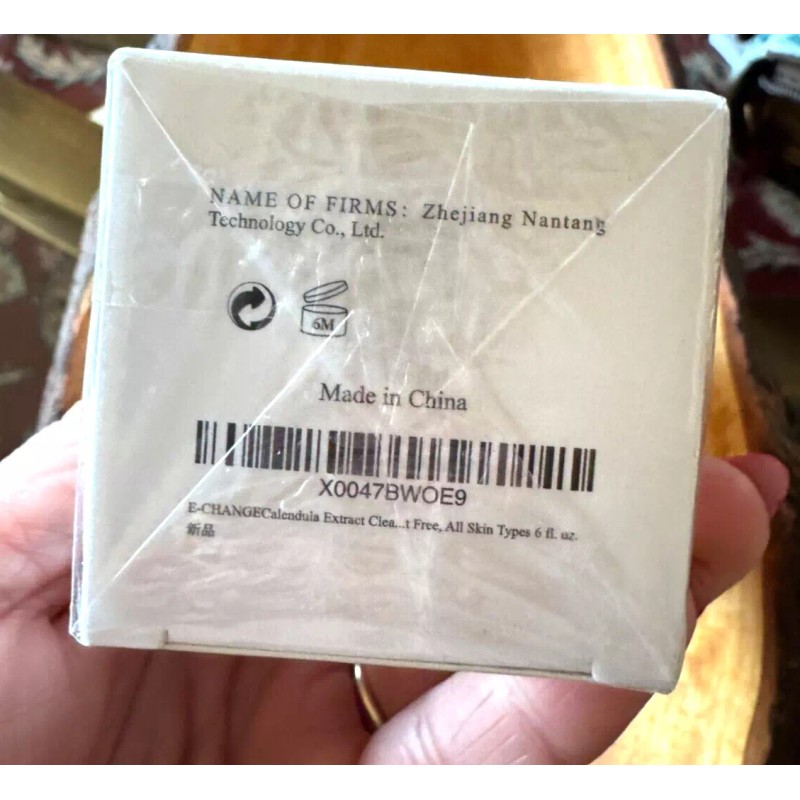 NAME OF FIRMS: Zhejiang Nantang
Technology Co., Ltd.
6M
Made in China
X0047BWOE9
E-CHANGECalendula Extract Clea...t Free, All Skin Types 6 fl. oz.
新品